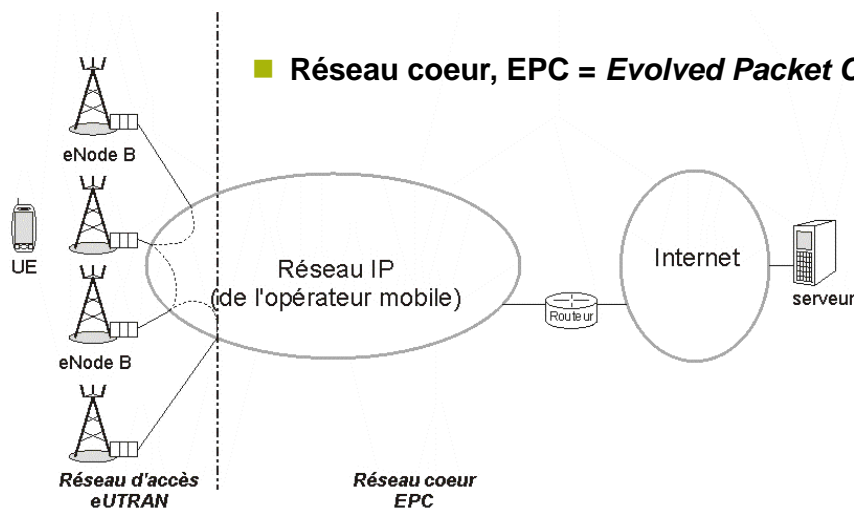 Réseau coeur, EPC = Evolved Packet
eNode B
UE
eNode B
Réseau IP
(de l'opérateur mobile)
Routeur
Internet
serveur
Réseau d'accès
eUTRAN
Réseau coeur
EPC